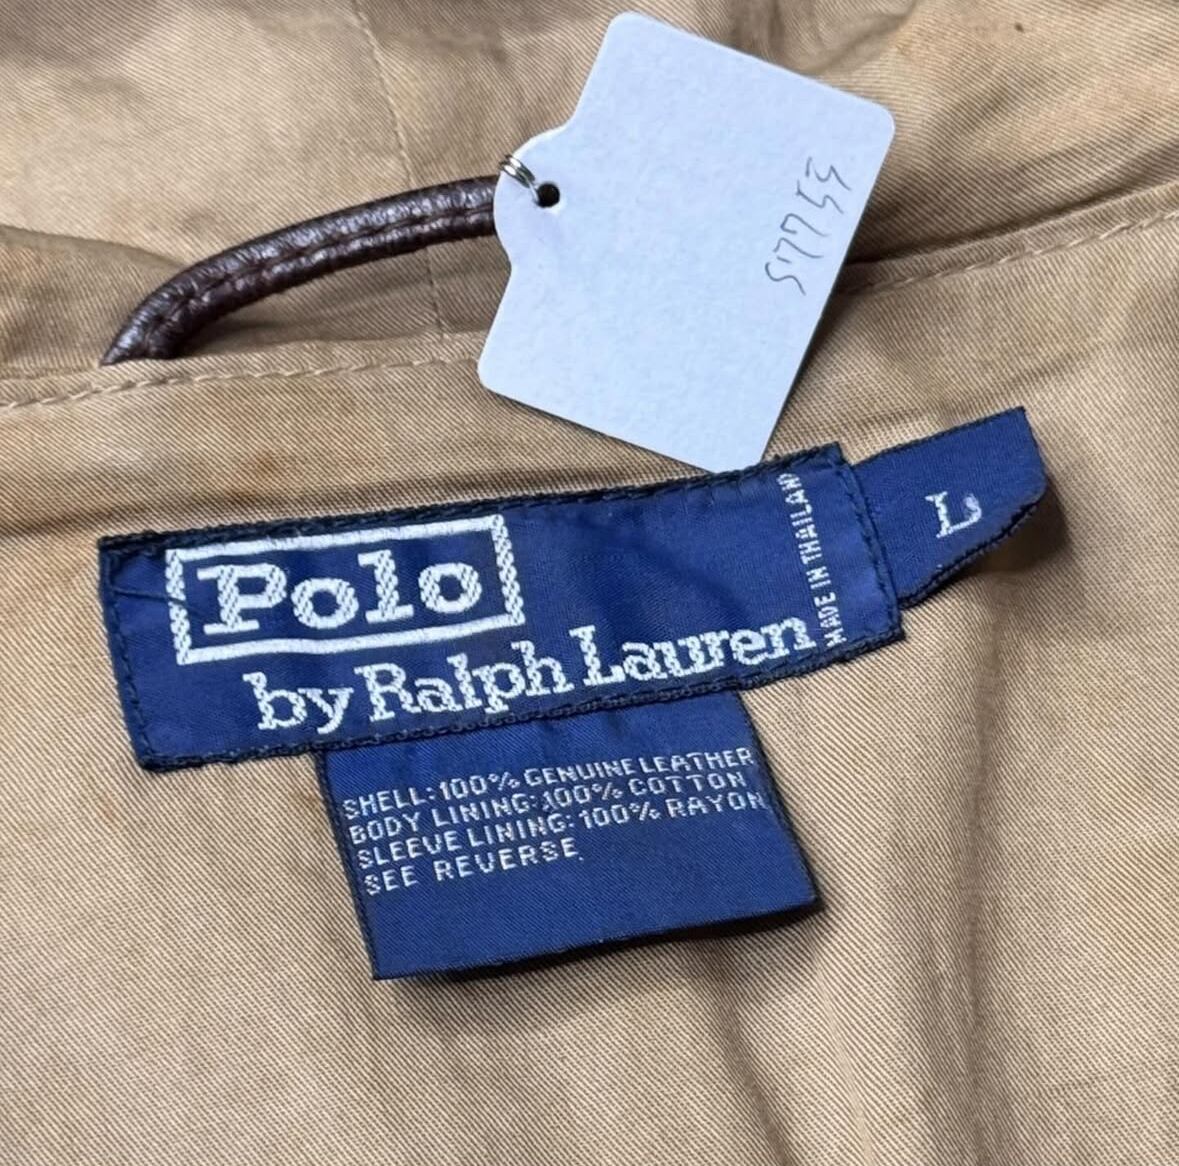 Polo
by Ralph Lauren
MADE IN THAILAND
L
SHELL: 100% GENUINE LEATHER
BODY LINING: 100% COTTON
SLEEVE LINING: 100% RAYON
SEE REVERSE